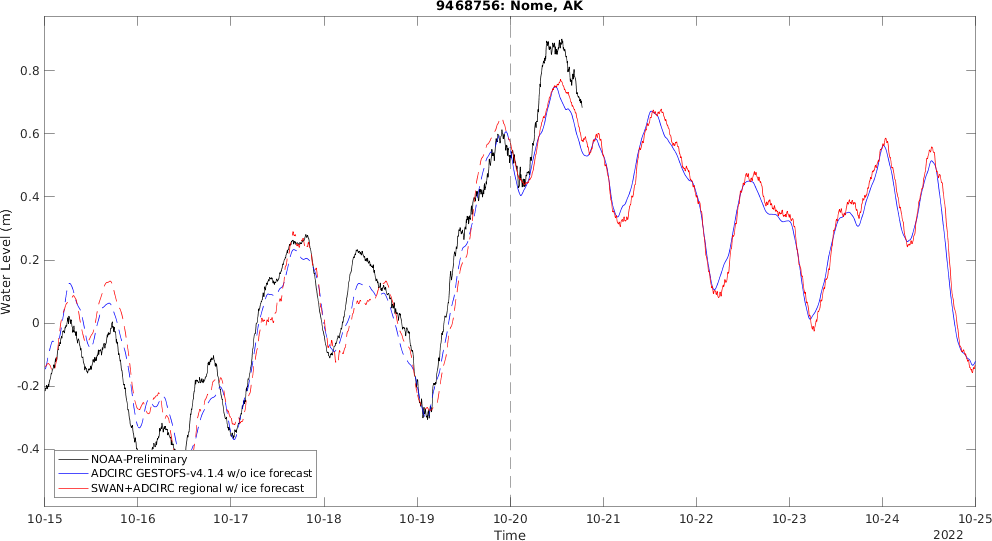 9468756: Nome, AK
Water Level (m)
0.8
0.6
0.4
0.2
0
-0.2
-0.4
NOAA-Preliminary
ADCIRC GESTOFS-v4.1.4 w/o ice forecast
SWAN+ADCIRC regional w/ ice forecast
10-15 10-16 10-17 10-18 10-19 10-20 10-21 10-22 10-23 10-24 10-25
Time
2022